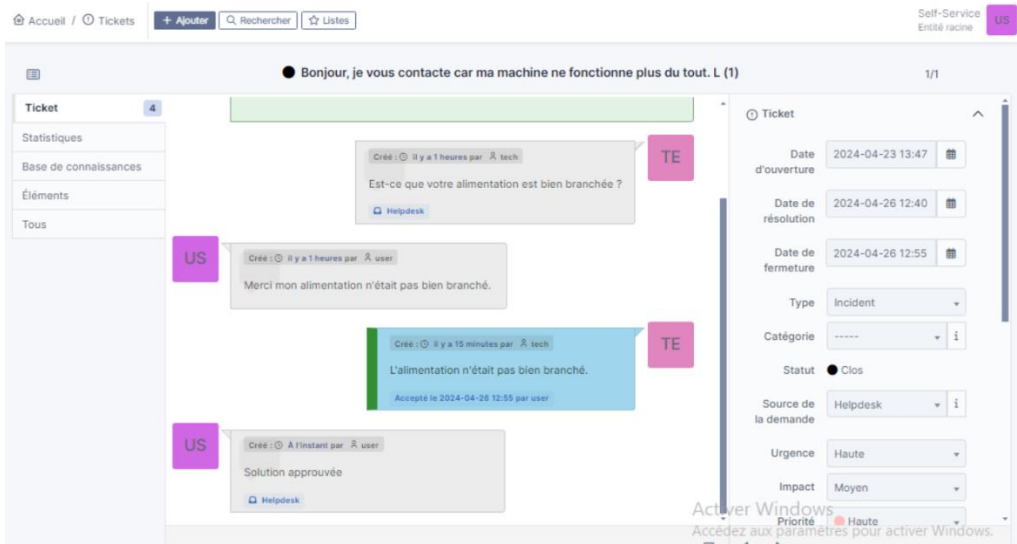 Accueil / Tickets
+ Ajouter
Rechercher
Listes
Self-Service
Entité racine
US
Bonjour, je vous contacte car ma machine ne fonctionne plus du tout. L (1)
1/1
Ticket 4
Statistiques
Base de connaissances
Éléments
Tous
Créé : il y a 1 heures par tech
Est-ce que votre alimentation est bien branchée ?
Helpdesk
TE
US
Créé : il y a 1 heures par user
Merci mon alimentation n'était pas bien branché.
Créé : il y a 15 minutes par tech
L'alimentation n'était pas bien branché.
Accepté le 2024-04-26 12:55 par user
TE
US
Créé : À l'instant par user
Solution approuvée
Helpdesk
Ticket
Date d'ouverture
2024-04-23 13:47
Date de résolution
2024-04-26 12:40
Date de fermeture
2024-04-26 12:55
Type
Incident
Catégorie
-----
i
Statut
Clos
Source de la demande
Helpdesk
i
Urgence
Haute
Impact
Moyen
Priorité
Haute
Activer Windows
Accédez aux paramètres pour activer Windows.